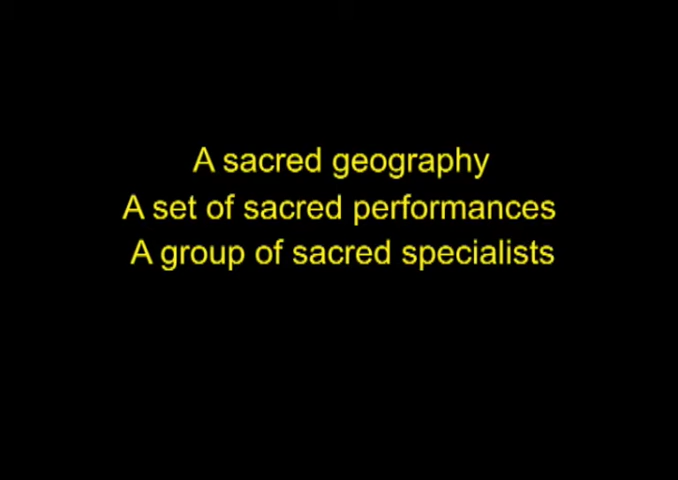 A sacred geography
A set of sacred performances
A group of sacred specialists